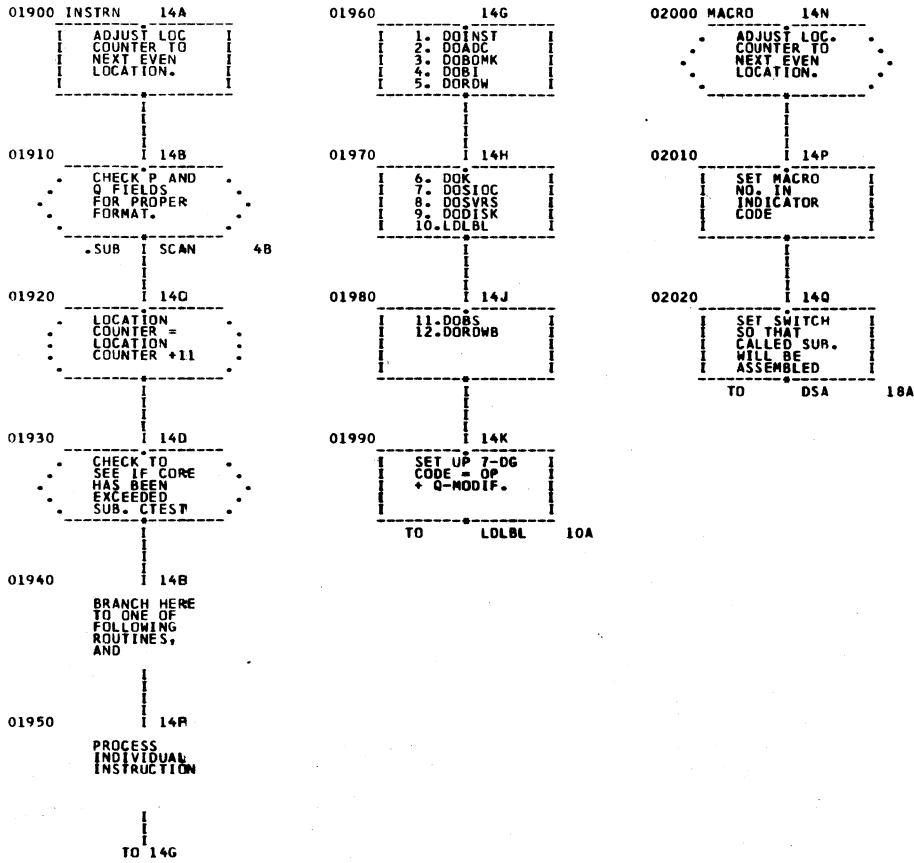 01900 INSTRN 14A
ADJUST LOC
COUNTER TO
NEXT EVEN
LOCATION.
01910 14B
CHECK P AND
Q FIELDS
FOR PROPER
FORMAT.
.SUB SCAN 4B
01920 14C
LOCATION
COUNTER =
LOCATION
COUNTER +11
01930 14D
CHECK TO
SEE IF CORE
HAS BEEN
EXCEEDED
SUB. CTEST
01940 14E
BRANCH HERE
TO ONE OF
FOLLOWING
ROUTINES,
AND
01950 14F
PROCESS
INDIVIDUAL
INSTRUCTION
TO 14G
01960 14G
1. DOINST
2. DOADC
3. DOBOMK
4. DOBI
5. DORDW
01970 14H
6. DOK
7. DOSIOC
8. DOSVRS
9. DODISK
10.LDLBL
01980 14J
11.DOBS
12.DORDWB
01990 14K
SET UP 7-DG
CODE = OP
+ Q-MODIF.
TO LDLBL 10A
02000 MACRO 14N
ADJUST LOC.
COUNTER TO
NEXT EVEN
LOCATION.
02010 14P
SET MACRO
NO. IN
INDICATOR
CODE
02020 14Q
SET SWITCH
SO THAT
CALLED SUB.
WILL BE
ASSEMBLED
TO DSA 18A